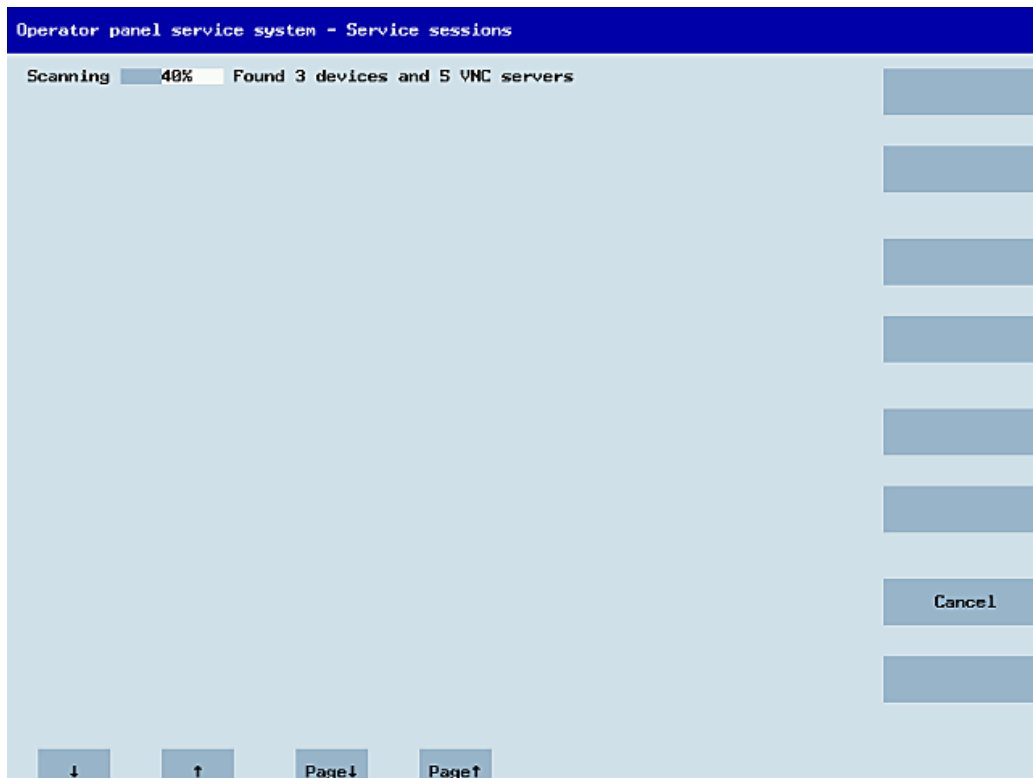 Operator panel service system - Service sessions
Scanning 40% Found 3 devices and 5 VNC servers
Cancel
↓ ↑ Page↓ Page↑